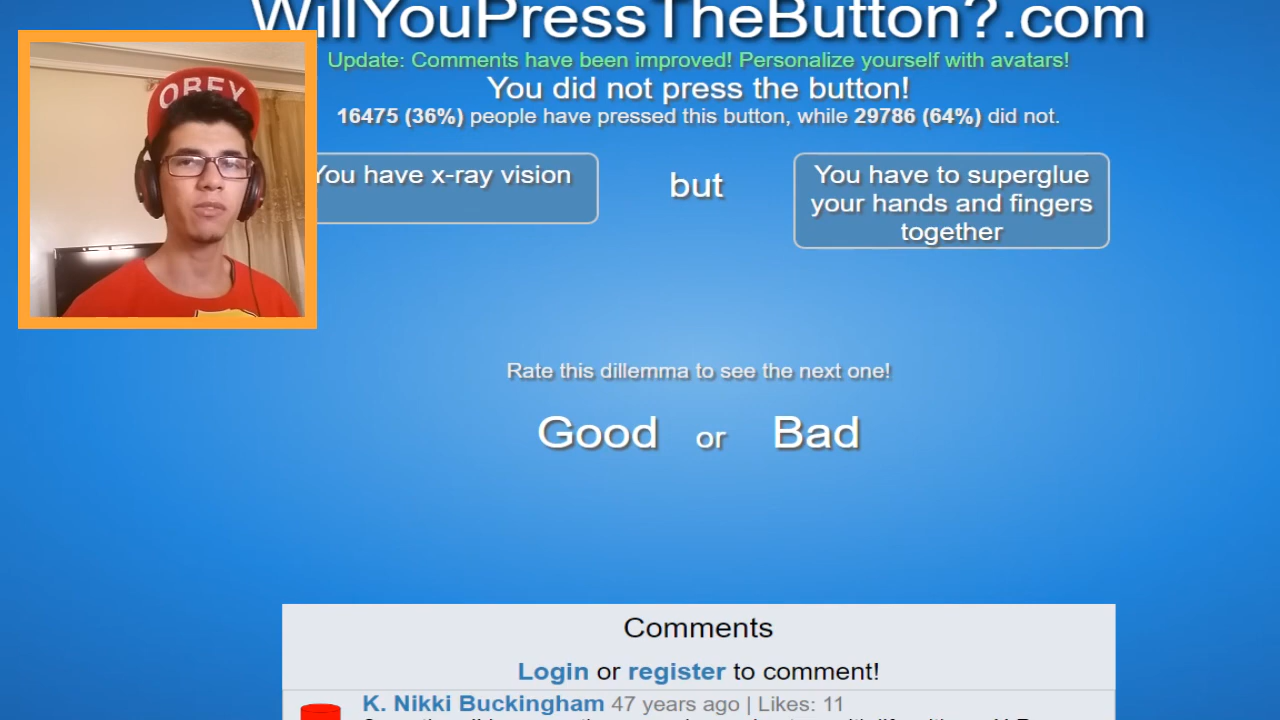 WillYouPressTheButton?.com
Update: Comments have been improved! Personalize yourself with avatars!
You did not press the button!
16475 (36%) people have pressed this button, while 29786 (64%) did not.
OBEY
You have x-ray vision
but
You have to superglue
your hands and fingers
together
Rate this dillemma to see the next one!
Good or Bad
Comments
Login or register to comment!
K. Nikki Buckingham 47 years ago | Likes: 11